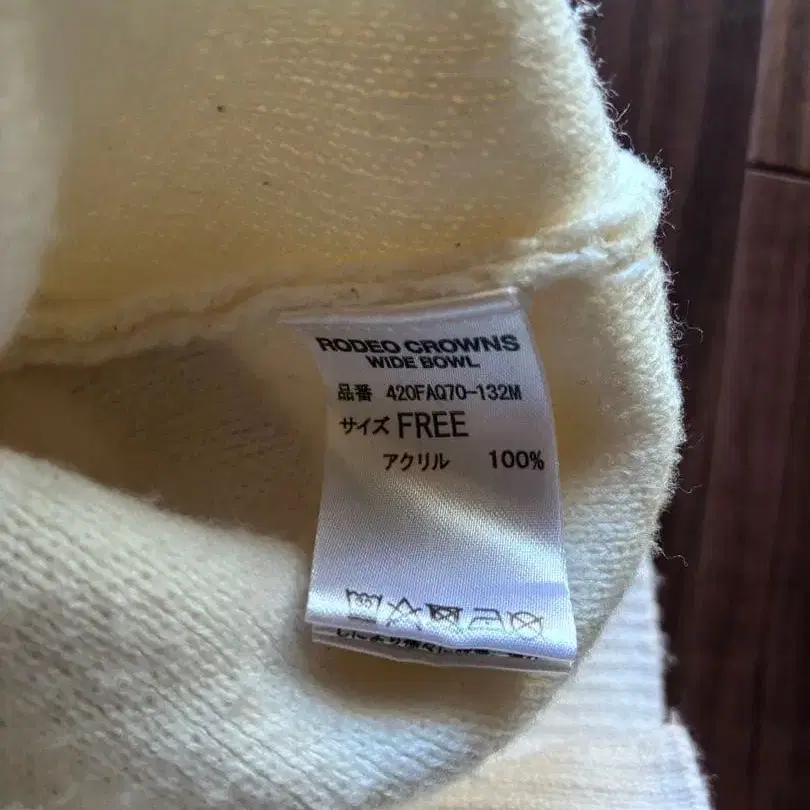 RODEO CROWNS
WIDE BOWL
品番 420FAQ70-132M
サイズ FREE
アクリル 100%